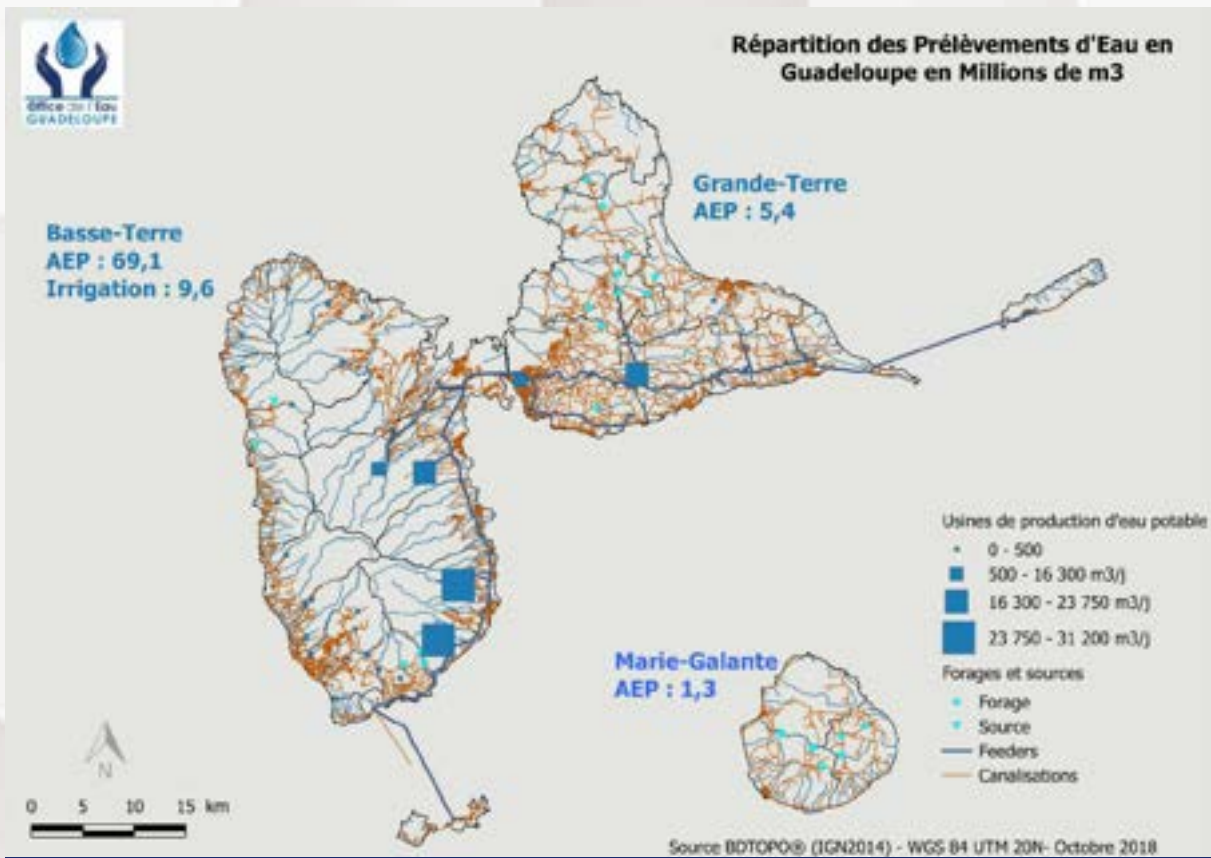 Office de l'Eau
GUADELOUPE
Répartition des Prélèvements d'Eau en
Guadeloupe en Millions de m3
Grande-Terre
AEP : 5,4
Basse-Terre
AEP : 69,1
Irrigation : 9,6
Usines de production d'eau potable
0 - 500
500 - 16 300 m3/j
16 300 - 23 750 m3/j
23 750 - 31 200 m3/j
Marie-Galante
AEP : 1,3
Forages et sources
Forage
Source
Feeders
Canalisations
N
0 5 10 15 km
Source BDTOPO® (IGN2014) - WGS 84 UTM 20N- Octobre 2018